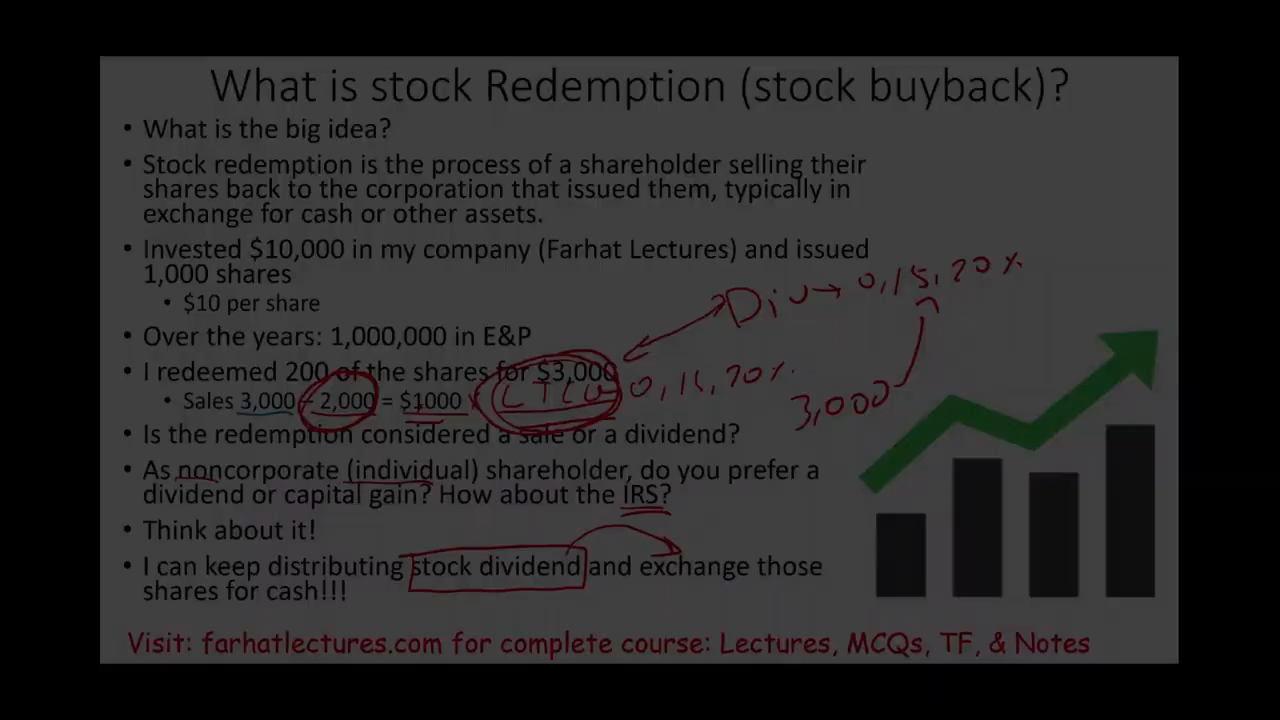 What is stock Redemption (stock buyback)?
• What is the big idea?
• Stock redemption is the process of a shareholder selling their
shares back to the corporation that issued them, typically in
exchange for cash or other assets.
• Invested $10,000 in my company (Farhat Lectures) and issued
1,000 shares
• $10 per share
Div → 0, 15, 20%
• Over the years: 1,000,000 in E&P
• I redeemed 200 of the shares for $3,000
LTCG 0, 15, 20%
• Sales 3,000 – 2,000 = $1000
3,000
• Is the redemption considered a sale or a dividend?
• As noncorporate (individual) shareholder, do you prefer a
dividend or capital gain? How about the IRS?
• Think about it!
• I can keep distributing stock dividend and exchange those
shares for cash!!!
Visit: farhatlectures.com for complete course: Lectures, MCQs, TF, & Notes